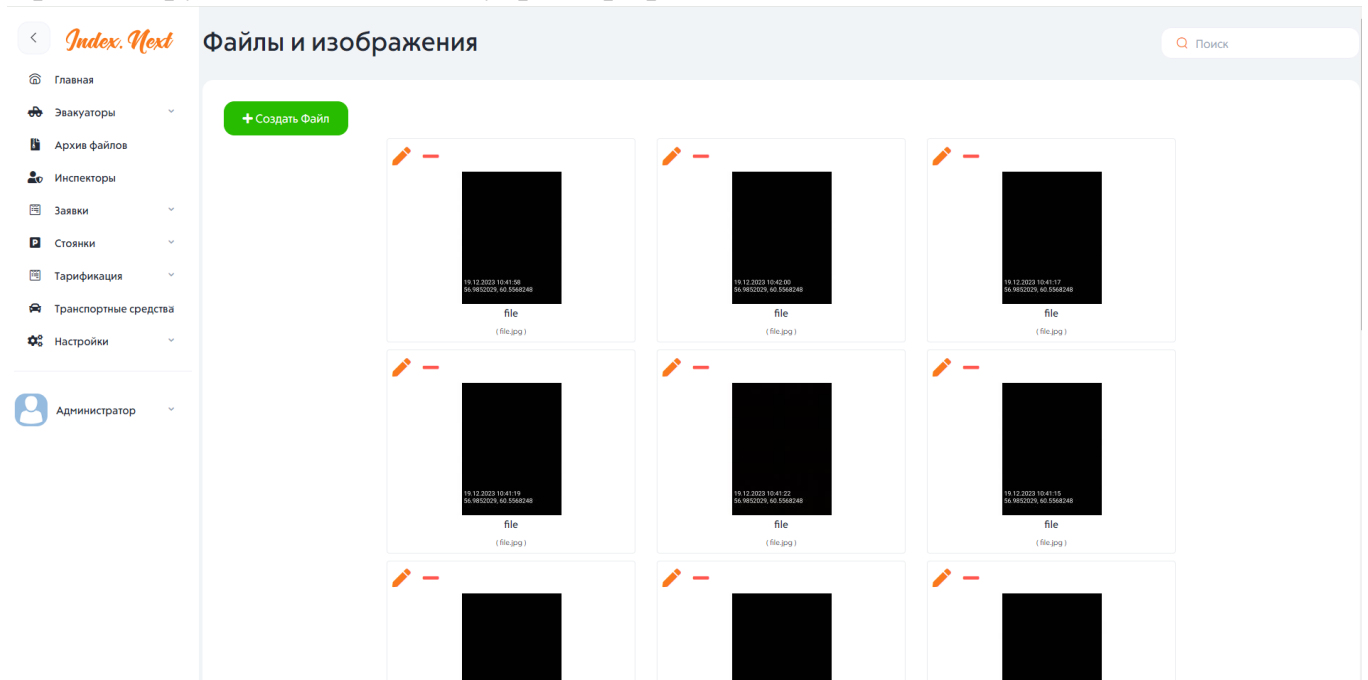 Index. Next
Файлы и изображения
Поиск
Главная
Эвакуаторы
Архив файлов
Инспекторы
Заявки
Стоянки
Тарификация
Транспортные средства
Настройки
Администратор
Создать Файл
19.12.2023 10:41:58
56.9852029, 60.5568248
file
( file.jpg )
19.12.2023 10:42:00
56.9852029, 60.5568248
file
( file.jpg )
19.12.2023 10:41:17
56.9852029, 60.5568248
file
( file.jpg )
19.12.2023 10:41:19
56.9852029, 60.5568248
file
( file.jpg )
19.12.2023 10:41:22
56.9852029, 60.5568248
file
( file.jpg )
19.12.2023 10:41:15
56.9852029, 60.5568248
file
( file.jpg )